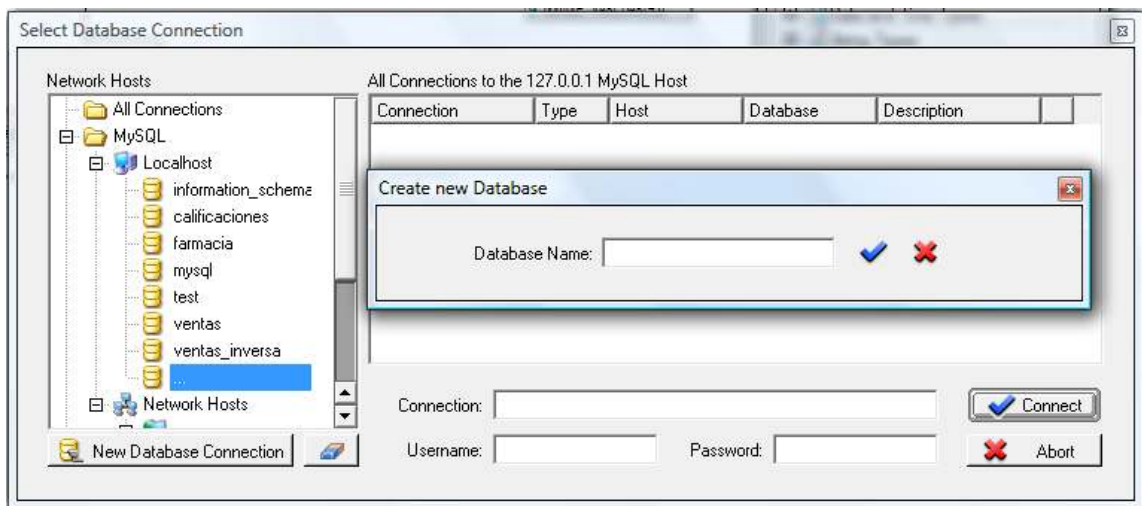 Select Database Connection
Network Hosts
All Connections to the 127.0.0.1 MySQL Host
All Connections
MySQL
Localhost
information_schema
calificaciones
farmacia
mysql
test
ventas
ventas_inversa
...
Network Hosts
New Database Connection
Connection Type Host Database Description
Create new Database
Database Name:
Connection:
Connect
Username: Password:
Abort